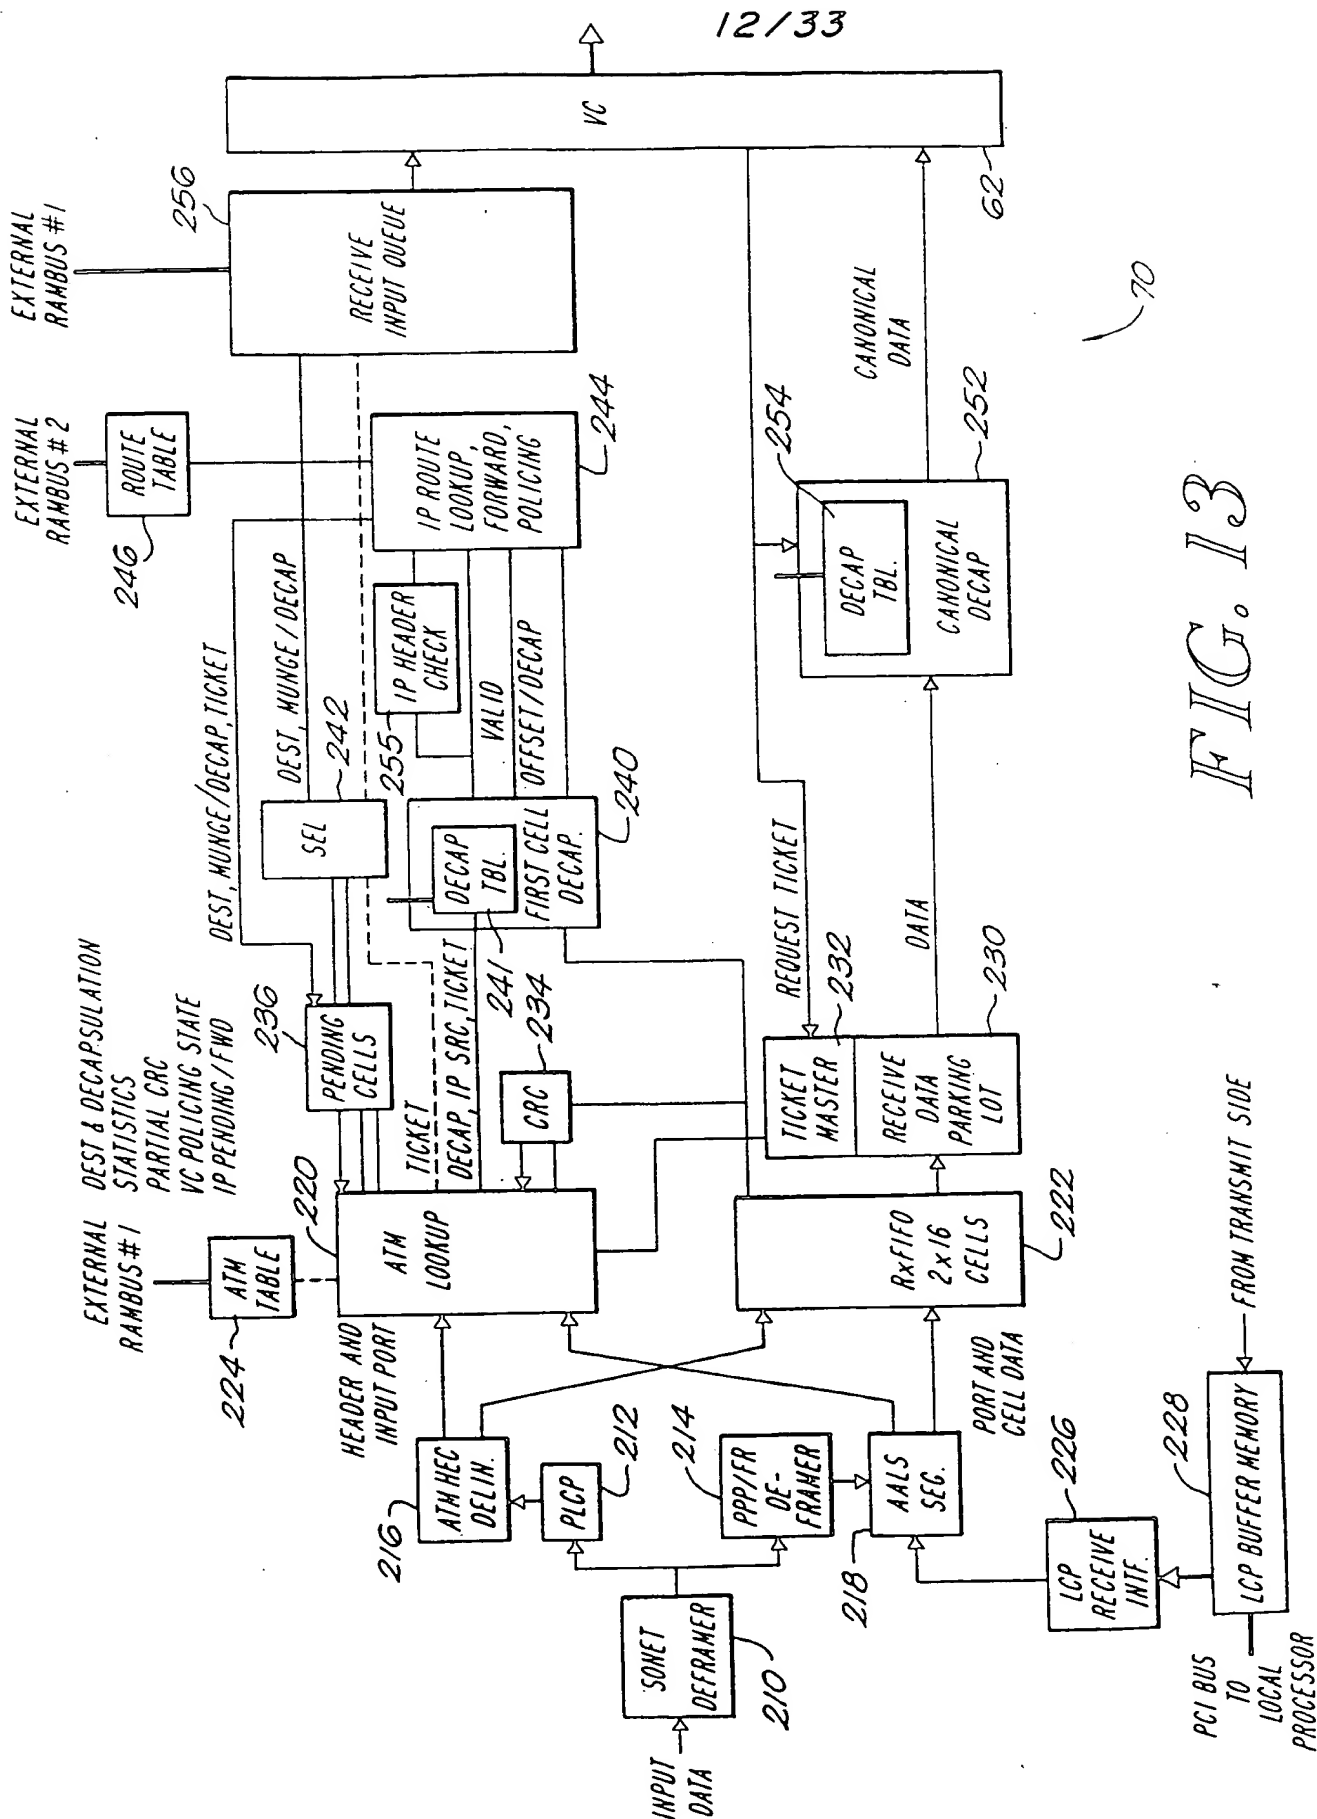 12/33
EXTERNAL
RAMBUS #1
DEST & DECAPSULATION
STATISTICS
PARTIAL CRC
VC POLICING STATE
IP PENDING/FWD
EXTERNAL
RAMBUS #2
EXTERNAL
RAMBUS #1
224
ATM
TABLE
246
ROUTE
TABLE
256
RECEIVE
INPUT QUEUE
VC
62
DEST, MUNGE/DECAP, TICKET
DEST, MUNGE/DECAP
236
PENDING
CELLS
SEL
242
220
ATM
LOOKUP
HEADER AND
INPUT PORT
TICKET
DECAP, IP SRC, TICKET
CRC
234
DECAP
TBL.
241
FIRST CELL
DECAP.
240
255
IP HEADER
CHECK
VALID
OFFSET/DECAP
IP ROUTE
LOOKUP,
FORWARD,
POLICING
244
216
ATM HEC
DELIN.
PLCP
212
INPUT
DATA
SONET
DEFRAMER
210
PPP/FR
DE-
FRAMER
214
218
AALS
SEG.
PORT AND
CELL DATA
RxFIFO
2x16
CELLS
222
REQUEST TICKET
TICKET
MASTER
232
RECEIVE
DATA
PARKING
LOT
230
DATA
DECAP
TBL.
254
CANONICAL
DECAP
252
CANONICAL
DATA
LCP
RECEIVE
INTF.
226
PCI BUS
TO
LOCAL
PROCESSOR
LCP BUFFER MEMORY
228
FROM TRANSMIT SIDE
70
FIG. 13